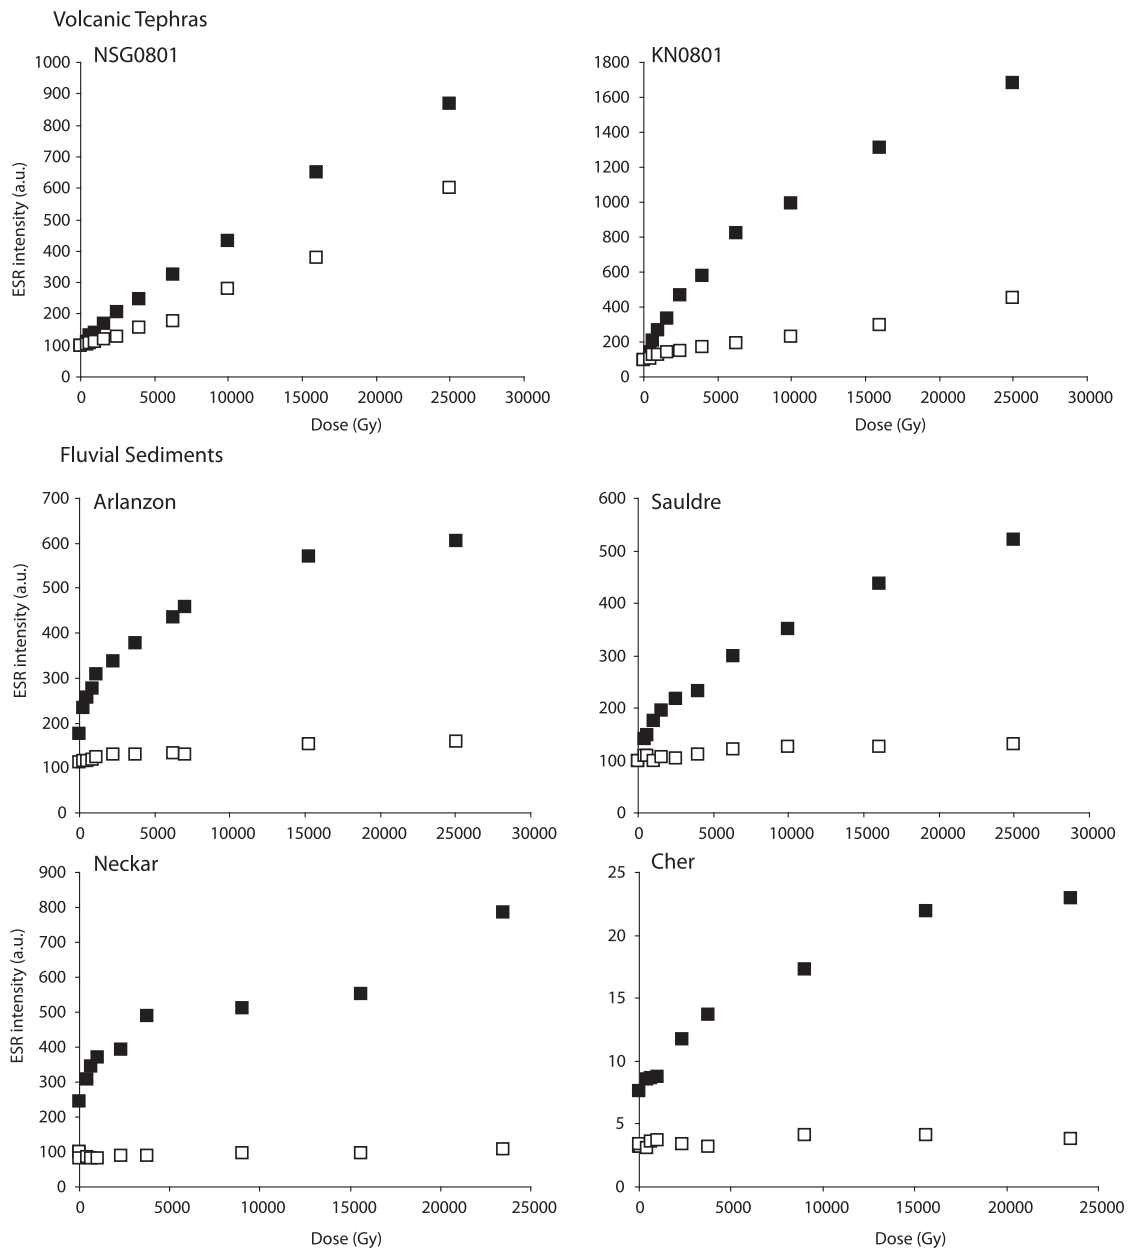 Volcanic Tephras
NSG0801
1000
900
800
700
600
500
400
300
200
100
0
ESR intensity (a.u.)
0 5000 10000 15000 20000 25000 30000
Dose (Gy)
KN0801
1800
1600
1400
1200
1000
800
600
400
200
0
0 5000 10000 15000 20000 25000 30000
Dose (Gy)
Fluvial Sediments
Arlanzon
700
600
500
400
300
200
100
0
ESR intensity (a.u.)
0 5000 10000 15000 20000 25000 30000
Sauldre
600
500
400
300
200
100
0
0 5000 10000 15000 20000 25000 30000
Neckar
900
800
700
600
500
400
300
200
100
0
ESR intensity (a.u.)
0 5000 10000 15000 20000 25000
Dose (Gy)
Cher
25
20
15
10
5
0
0 5000 10000 15000 20000 25000
Dose (Gy)